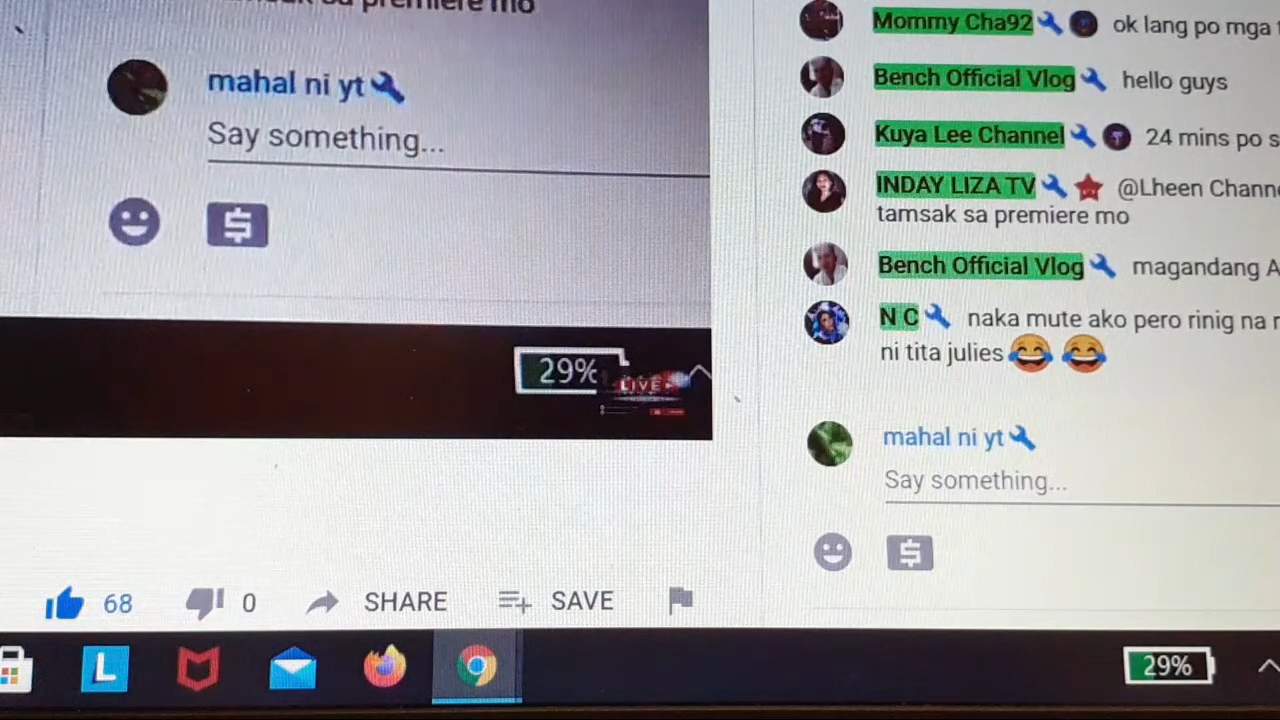 premiere mo
mahal ni yt
Say something...
29%
LIVE
68
0
SHARE
SAVE
Mommy Cha92 ok lang po mga
Bench Official Vlog hello guys
Kuya Lee Channel 24 mins po s
INDAY LIZA TV @Lheen Chann
tamsak sa premiere mo
Bench Official Vlog magandang A
N C naka mute ako pero rinig na
ni tita julies
mahal ni yt
Say something...
L
29%